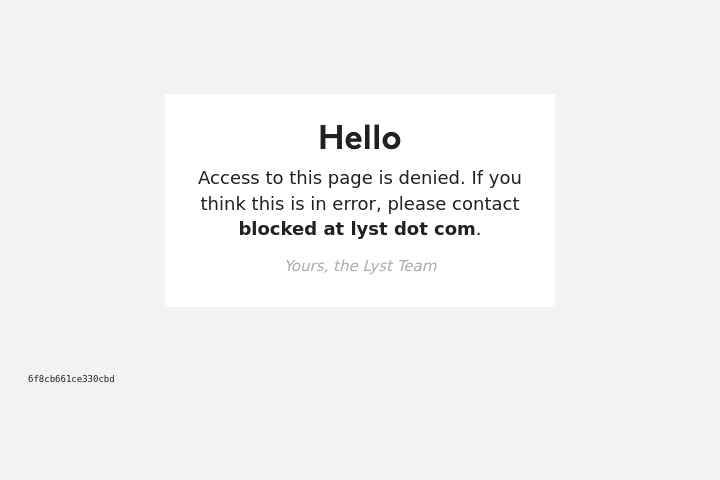 Hello
Access to this page is denied. If you
think this is in error, please contact
blocked at lyst dot com.
Yours, the Lyst Team
6f8cb661ce330cbd